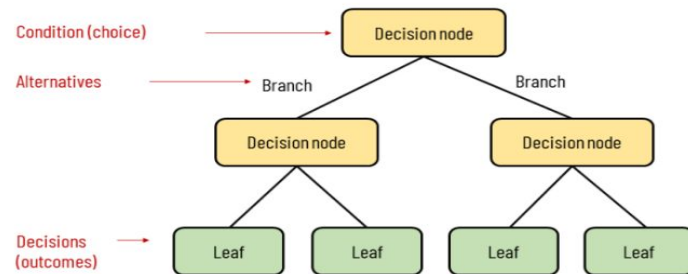 Condition (choice)
Decision node
Alternatives
Branch
Branch
Decision node
Decision node
Decisions
(outcomes)
Leaf
Leaf
Leaf
Leaf